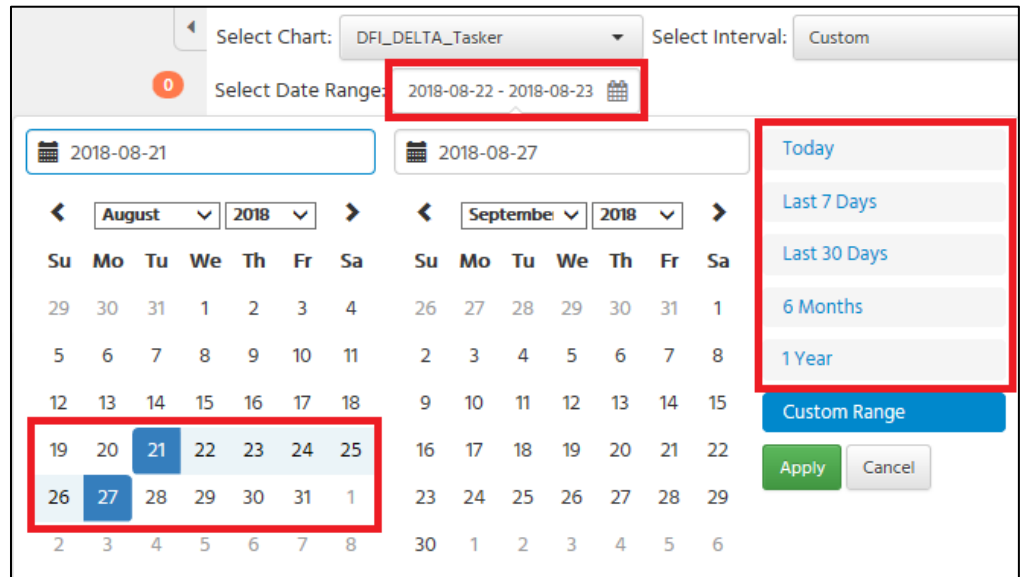 Select Chart: DFI_DELTA_Tasker Select Interval: Custom
0 Select Date Range: 2018-08-22 - 2018-08-23
2018-08-21
August 2018
Su Mo Tu We Th Fr Sa
29 30 31 1 2 3 4
5 6 7 8 9 10 11
12 13 14 15 16 17 18
19 20 21 22 23 24 25
26 27 28 29 30 31 1
2 3 4 5 6 7 8
2018-08-27
Septembe 2018
Su Mo Tu We Th Fr Sa
26 27 28 29 30 31 1
2 3 4 5 6 7 8
9 10 11 12 13 14 15
16 17 18 19 20 21 22
23 24 25 26 27 28 29
30 1 2 3 4 5 6
Today
Last 7 Days
Last 30 Days
6 Months
1 Year
Custom Range
Apply Cancel